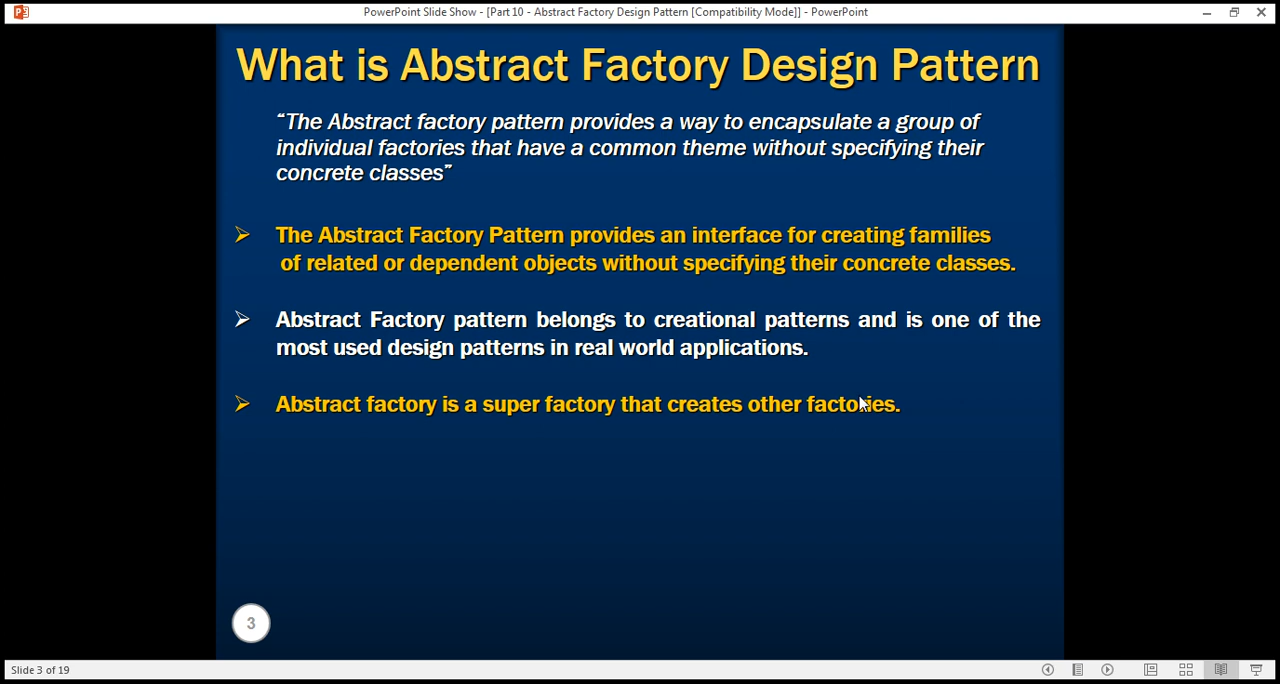 PowerPoint Slide Show - [Part 10 - Abstract Factory Design Pattern [Compatibility Mode]] - PowerPoint
What is Abstract Factory Design Pattern
“The Abstract factory pattern provides a way to encapsulate a group of
individual factories that have a common theme without specifying their
concrete classes”
The Abstract Factory Pattern provides an interface for creating families
of related or dependent objects without specifying their concrete classes.
Abstract Factory pattern belongs to creational patterns and is one of the
most used design patterns in real world applications.
Abstract factory is a super factory that creates other factories.
3
Slide 3 of 19